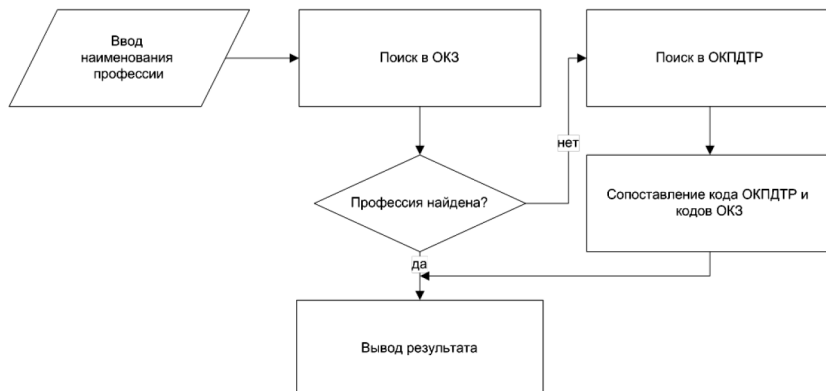 Ввод
наименования
профессии
Поиск в ОКЗ
Поиск в ОКПДТР
нет
Профессия найдена?
Сопоставление кода ОКПДТР и
кодов ОКЗ
да
Вывод результата